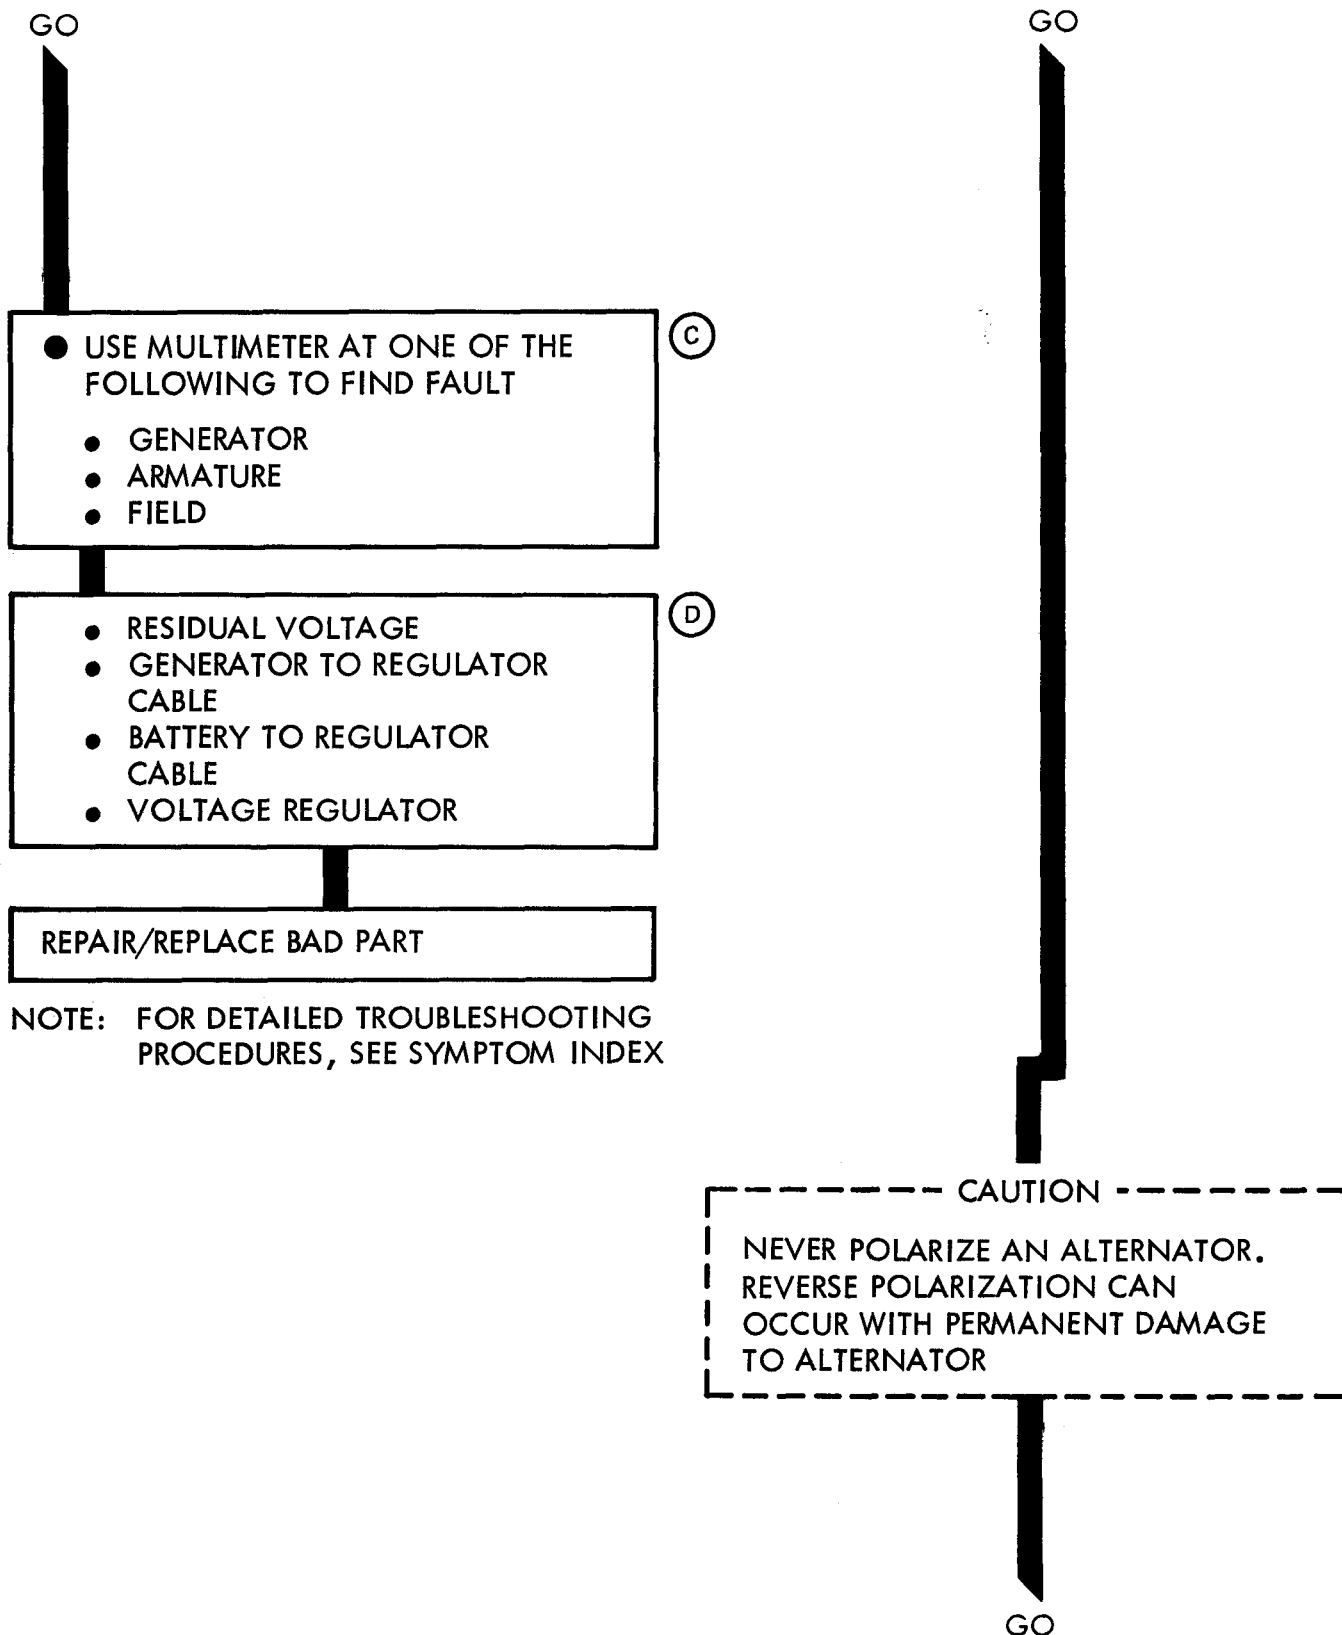 GO
GO
● USE MULTIMETER AT ONE OF THE
FOLLOWING TO FIND FAULT
● GENERATOR
● ARMATURE
● FIELD
C
● RESIDUAL VOLTAGE
● GENERATOR TO REGULATOR
CABLE
● BATTERY TO REGULATOR
CABLE
● VOLTAGE REGULATOR
D
REPAIR/REPLACE BAD PART
NOTE: FOR DETAILED TROUBLESHOOTING
PROCEDURES, SEE SYMPTOM INDEX
CAUTION
NEVER POLARIZE AN ALTERNATOR.
REVERSE POLARIZATION CAN
OCCUR WITH PERMANENT DAMAGE
TO ALTERNATOR
GO